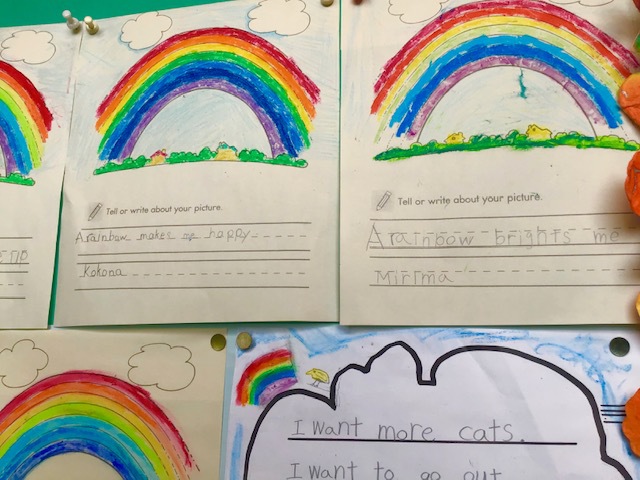 Tell or write about your picture.
A rainbow makes me happy
Kokona
Tell or write about your picture.
A rainbow brights me
Mirima
I want more cats.
I want to go out